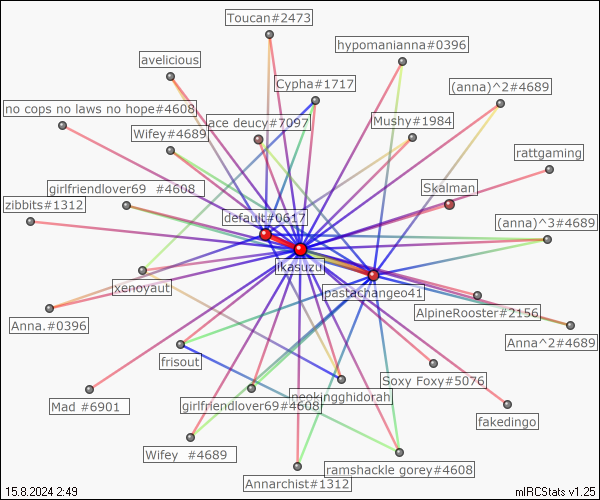 Toucan#2473
hypomanianna#0396
avelicious
Cypha#1717
(anna)^2#4689
no cops no laws no hope#4608
ace deucy#7097
Mushy#1984
Wifey#4689
rattgaming
Skalman
girlfriendlover69 #4608
zibbits#1312
default#0617
(anna)^3#4689
ikasuzu
xenoyaut
pastachangeo41
AlpineRooster#2156
Anna.#0396
Anna^2#4689
frisout
Soxy Foxy#5076
neokingghidorah
Mad #6901
girlfriendlover69#4608
fakedingo
Wifey #4689
ramshackle gorey#4608
Annarchist#1312
15.8.2024 2:49
mIRCStats v1.25